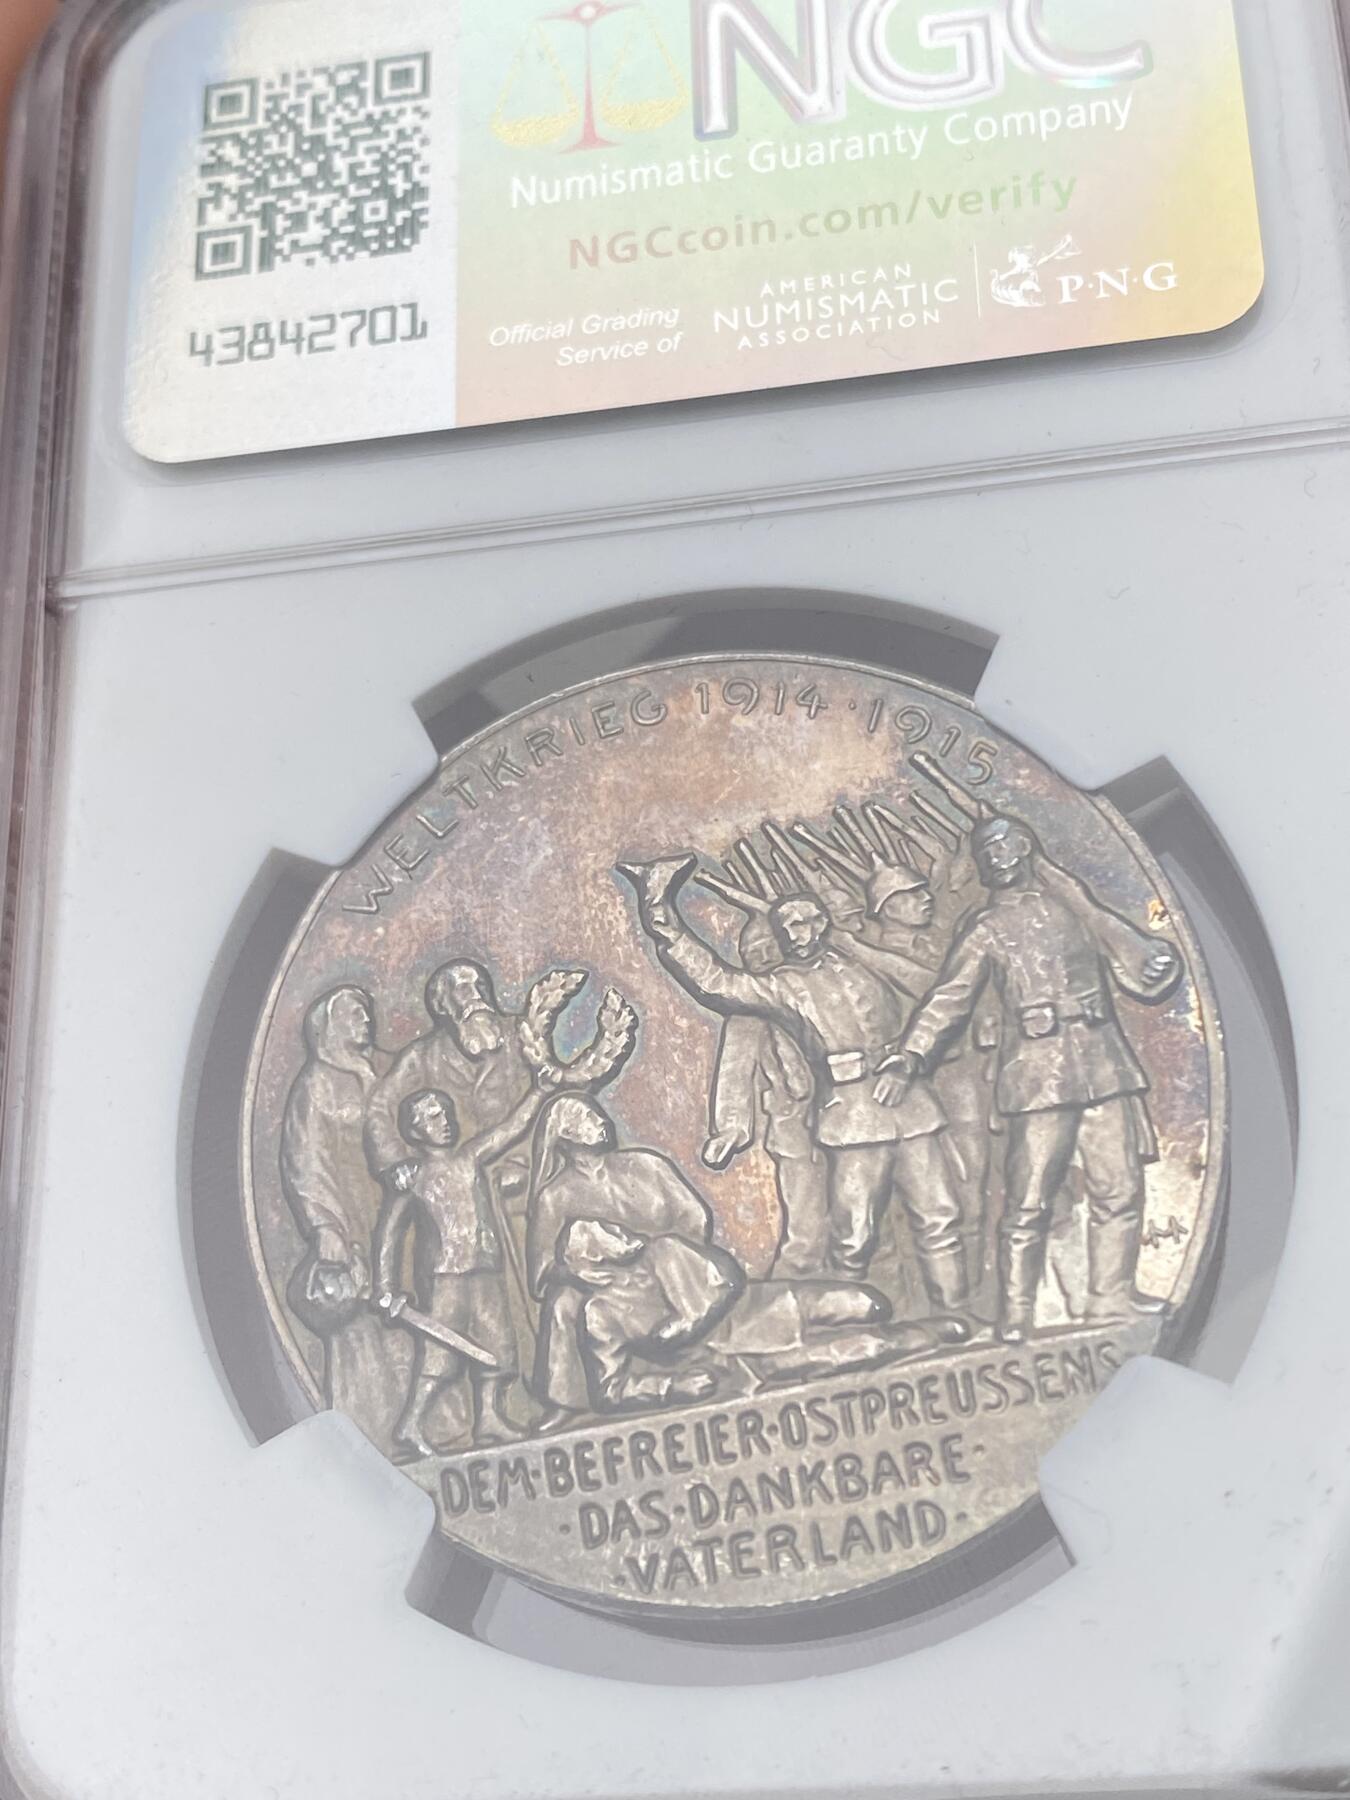 NGC
Numismatic Guaranty Company
NGCcoin.com/verify
43842701
Official Grading
Service of
AMERICAN
NUMISMATIC
ASSOCIATION
P·N·G
WELTKRIEG 1914·1915
DEM·BEFREIER·OSTPREUSSENS
·DAS·DANKBARE·
·VATERLAND·